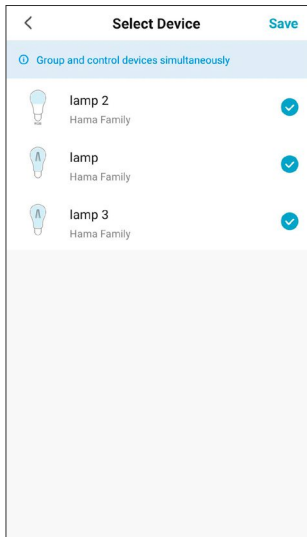 Select Device
Save
Group and control devices simultaneously
lamp 2
Hama Family
lamp
Hama Family
lamp 3
Hama Family